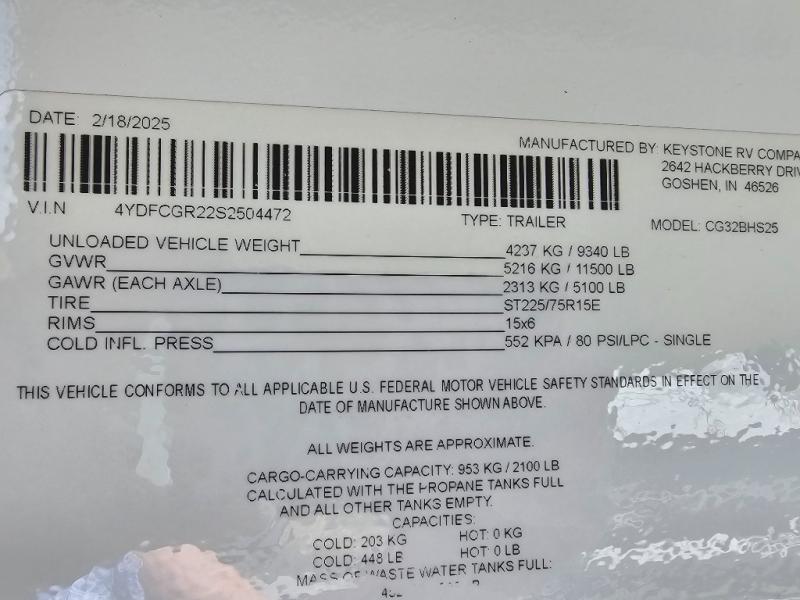 DATE: 2/18/2025
MANUFACTURED BY: KEYSTONE RV COMPA
2642 HACKBERRY DRIV
GOSHEN, IN 46526
V.I.N 4YDFCGR22S2504472
TYPE: TRAILER
MODEL: CG32BHS25
UNLOADED VEHICLE WEIGHT 4237 KG / 9340 LB
GVWR 5216 KG / 11500 LB
GAWR (EACH AXLE) 2313 KG / 5100 LB
TIRE ST225/75R15E
RIMS 15x6
COLD INFL. PRESS 552 KPA / 80 PSI/LPC - SINGLE
THIS VEHICLE CONFORMS TO ALL APPLICABLE U.S. FEDERAL MOTOR VEHICLE SAFETY STANDARDS IN EFFECT ON THE
DATE OF MANUFACTURE SHOWN ABOVE.
ALL WEIGHTS ARE APPROXIMATE.
CARGO-CARRYING CAPACITY: 953 KG / 2100 LB
CALCULATED WITH THE PROPANE TANKS FULL
AND ALL OTHER TANKS EMPTY.
CAPACITIES:
COLD: 203 KG HOT: 0 KG
COLD: 448 LB HOT: 0 LB
MASS OF WASTE WATER TANKS FULL: